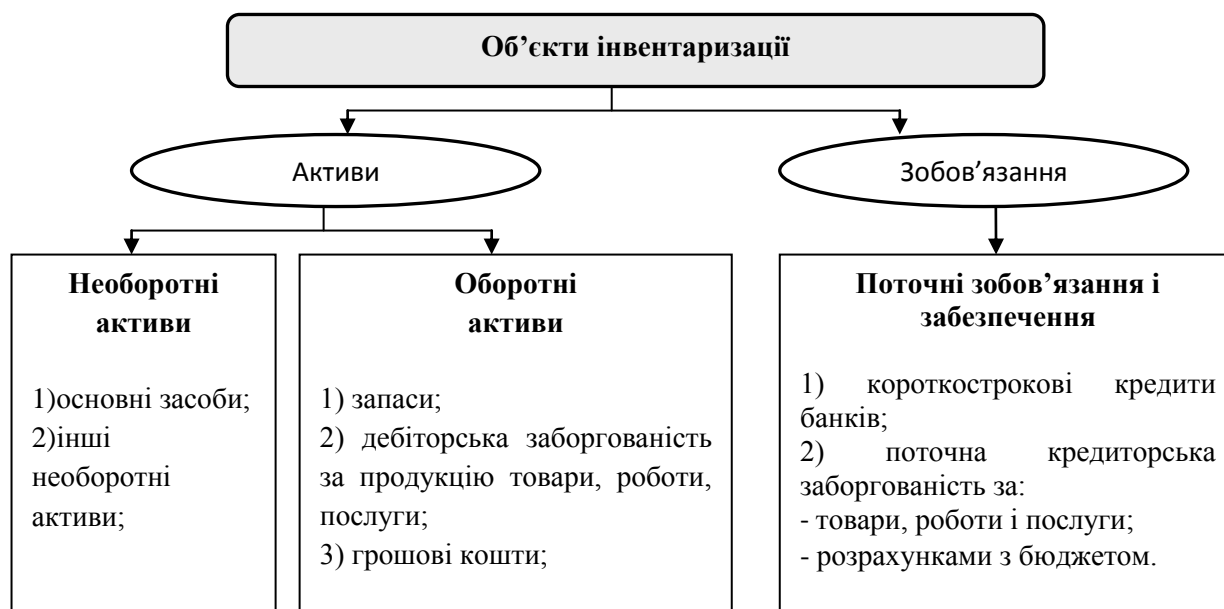 Об’єкти інвентаризації
Активи
Зобов’язання
Необоротні
активи
1)основні засоби;
2)інші
необоротні
активи;
Оборотні
активи
1) запаси;
2) дебіторська заборгованість
за продукцію товари, роботи,
послуги;
3) грошові кошти;
Поточні зобов’язання і
забезпечення
1) короткострокові кредити
банків;
2) поточна кредиторська
заборгованість за:
- товари, роботи і послуги;
- розрахунками з бюджетом.